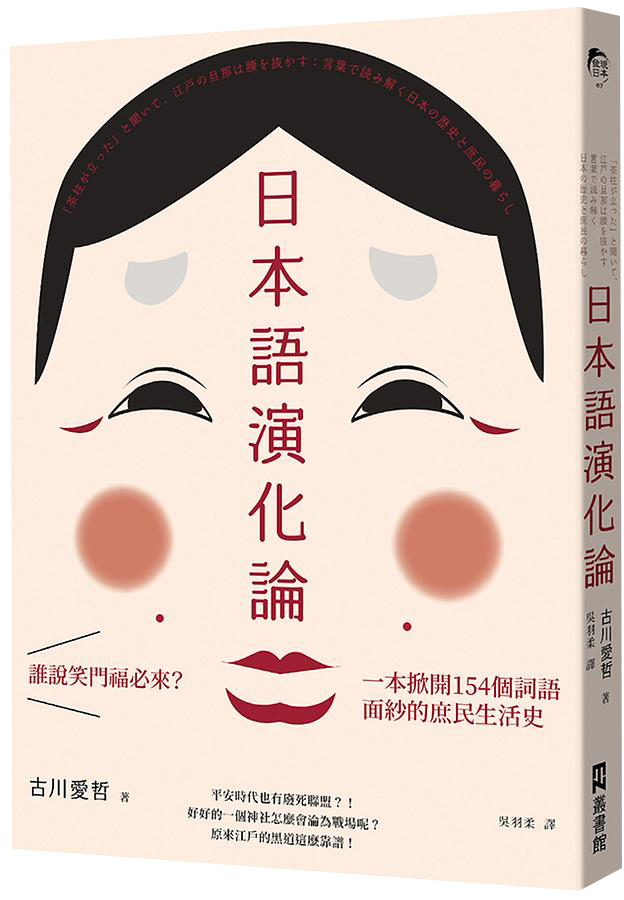 「茶柱が立った」と聞いて、江戸の旦那は腰を抜かす：言葉で読み解く日本の歴史と庶民の暮らし
日本語演化論
誰說笑門福必來？
一本掀開154個詞語
面紗的庶民生活史
古川愛哲 著
平安時代也有廢死聯盟？！
好好的一個神社怎麼會淪為戰場呢？
原來江戶的黑道這麼靠譜！
吳羽柔 譯
發現日本
07
「茶柱が立った」と聞いて、
江戸の旦那は腰を抜かす
言葉で読み解く
日本の歴史と庶民の暮らし
日本語演化論
古川愛哲 著
吳羽柔 譯
EZ叢書館